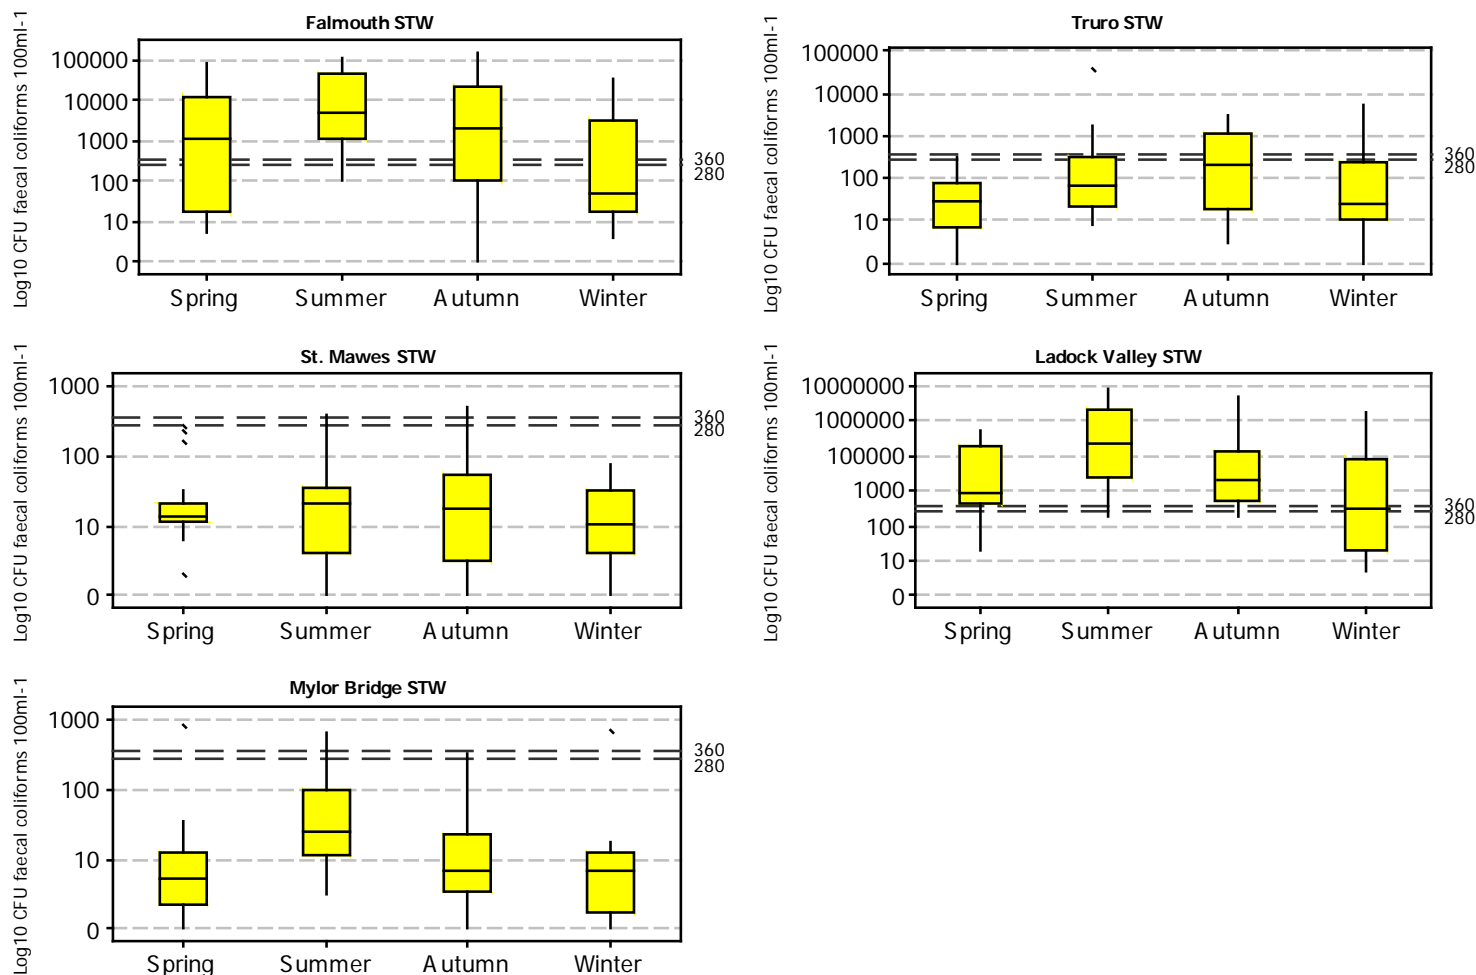 Falmouth STW
Log10 CFU faecal coliforms 100ml-1
100000
10000
1000
100
10
0
360
280
Spring Summer Autumn Winter
Truro STW
Log10 CFU faecal coliforms 100ml-1
100000
10000
1000
100
10
0
360
280
Spring Summer Autumn Winter
St. Mawes STW
Log10 CFU faecal coliforms 100ml-1
1000
100
10
0
360
280
Spring Summer Autumn Winter
Ladock Valley STW
Log10 CFU faecal coliforms 100ml-1
10000000
1000000
100000
1000
100
10
0
360
280
Spring Summer Autumn Winter
Mylor Bridge STW
Log10 CFU faecal coliforms 100ml-1
1000
100
10
0
360
280
Spring Summer Autumn Winter